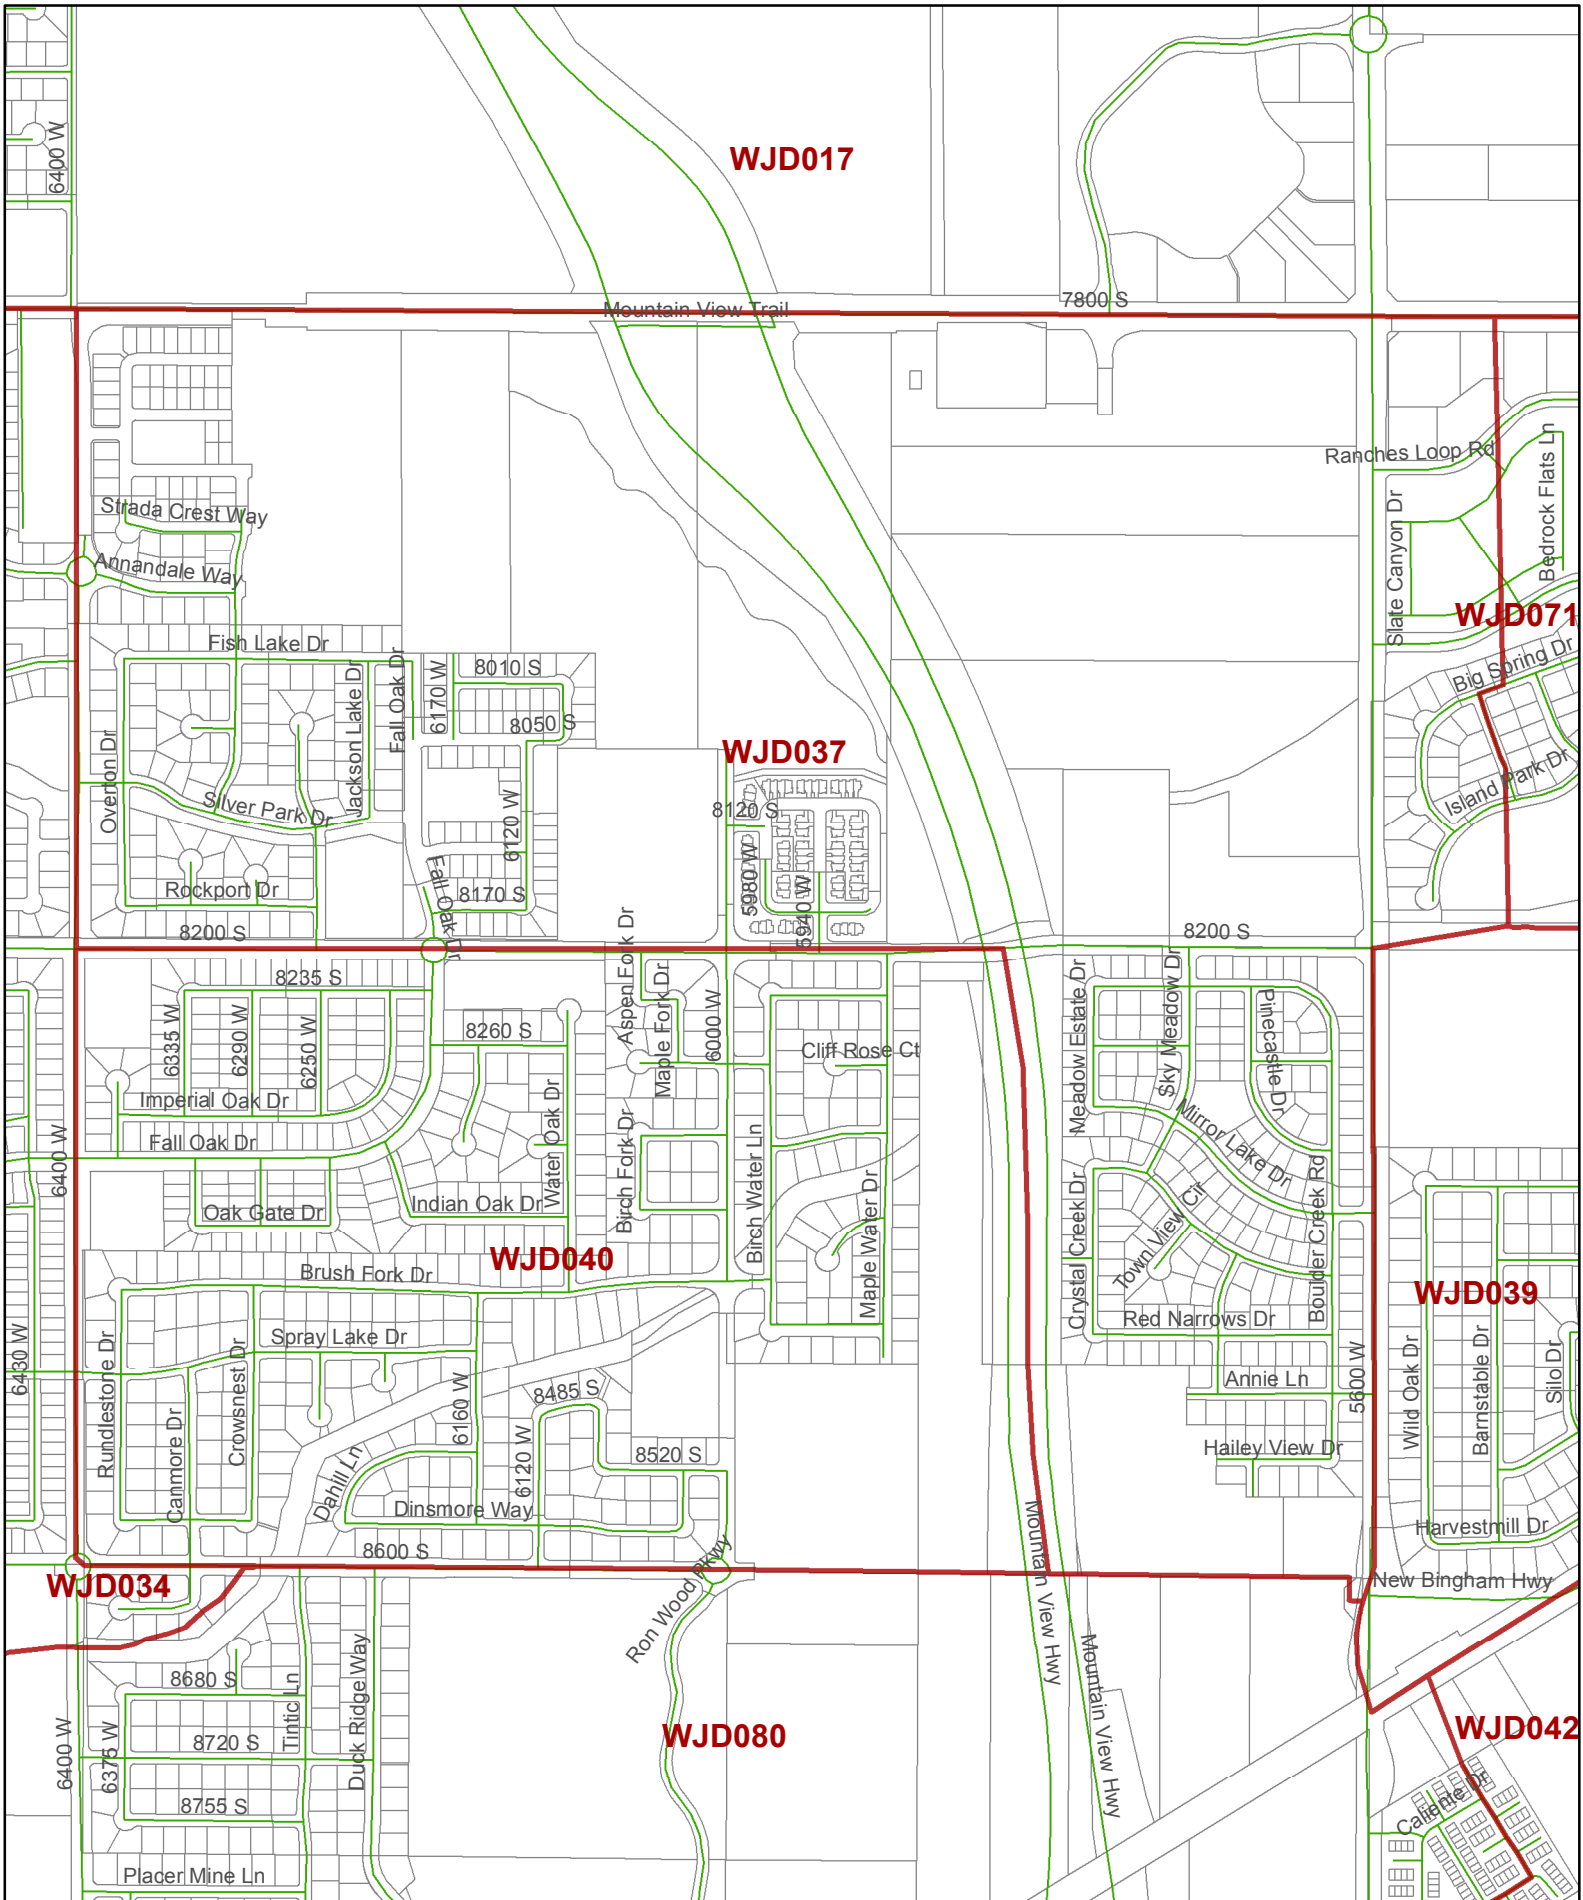 6400 W
WJD017
Mountain View Trail
7800 S
Ranches Loop Rd
Bedrock Flats Ln
Slate Canyon Dr
Strada Crest Way
Annandale Way
WJD071
Fish Lake Dr
Jackson Lake Dr
Fall Oak Dr
6170 W
8010 S
8050 S
Big Spring Dr
Overton Dr
Silver Park Dr
6120 W
WJD037
8120 S
5980 W
5940 W
Island Park Dr
Rockport Dr
Fall Oak Dr
8170 S
8200 S
8200 S
8235 S
6335 W
6290 W
6250 W
8260 S
Aspen Fork Dr
Maple Fork Dr
6000 W
Cliff Rose Ct
Meadow Estate Dr
Sky Meadow Dr
Pinecastle Dr
Imperial Oak Dr
Fall Oak Dr
6400 W
Water Oak Dr
Birch Fork Dr
Birch Water Ln
Maple Water Dr
Mirror Lake Dr
Oak Gate Dr
Indian Oak Dr
Crystal Creek Dr
Town View Cir
Boulder Creek Rd
WJD040
Brush Fork Dr
WJD039
Spray Lake Dr
Red Narrows Dr
6430 W
Rundlestone Dr
Canmore Dr
Crowsnest Dr
6160 W
8485 S
6120 W
Annie Ln
5600 W
Wild Oak Dr
Barnstable Dr
Silo Dr
8520 S
Hailey View Dr
Dahill Ln
Dinsmore Way
8600 S
Harvestmill Dr
WJD034
Ron Wood Pkwy
Mountain View Hwy
New Bingham Hwy
8680 S
Tintic Ln
Duck Ridge Way
Mountain View Hwy
6400 W
6375 W
8720 S
WJD080
WJD042
8755 S
Caliente Dr
Placer Mine Ln